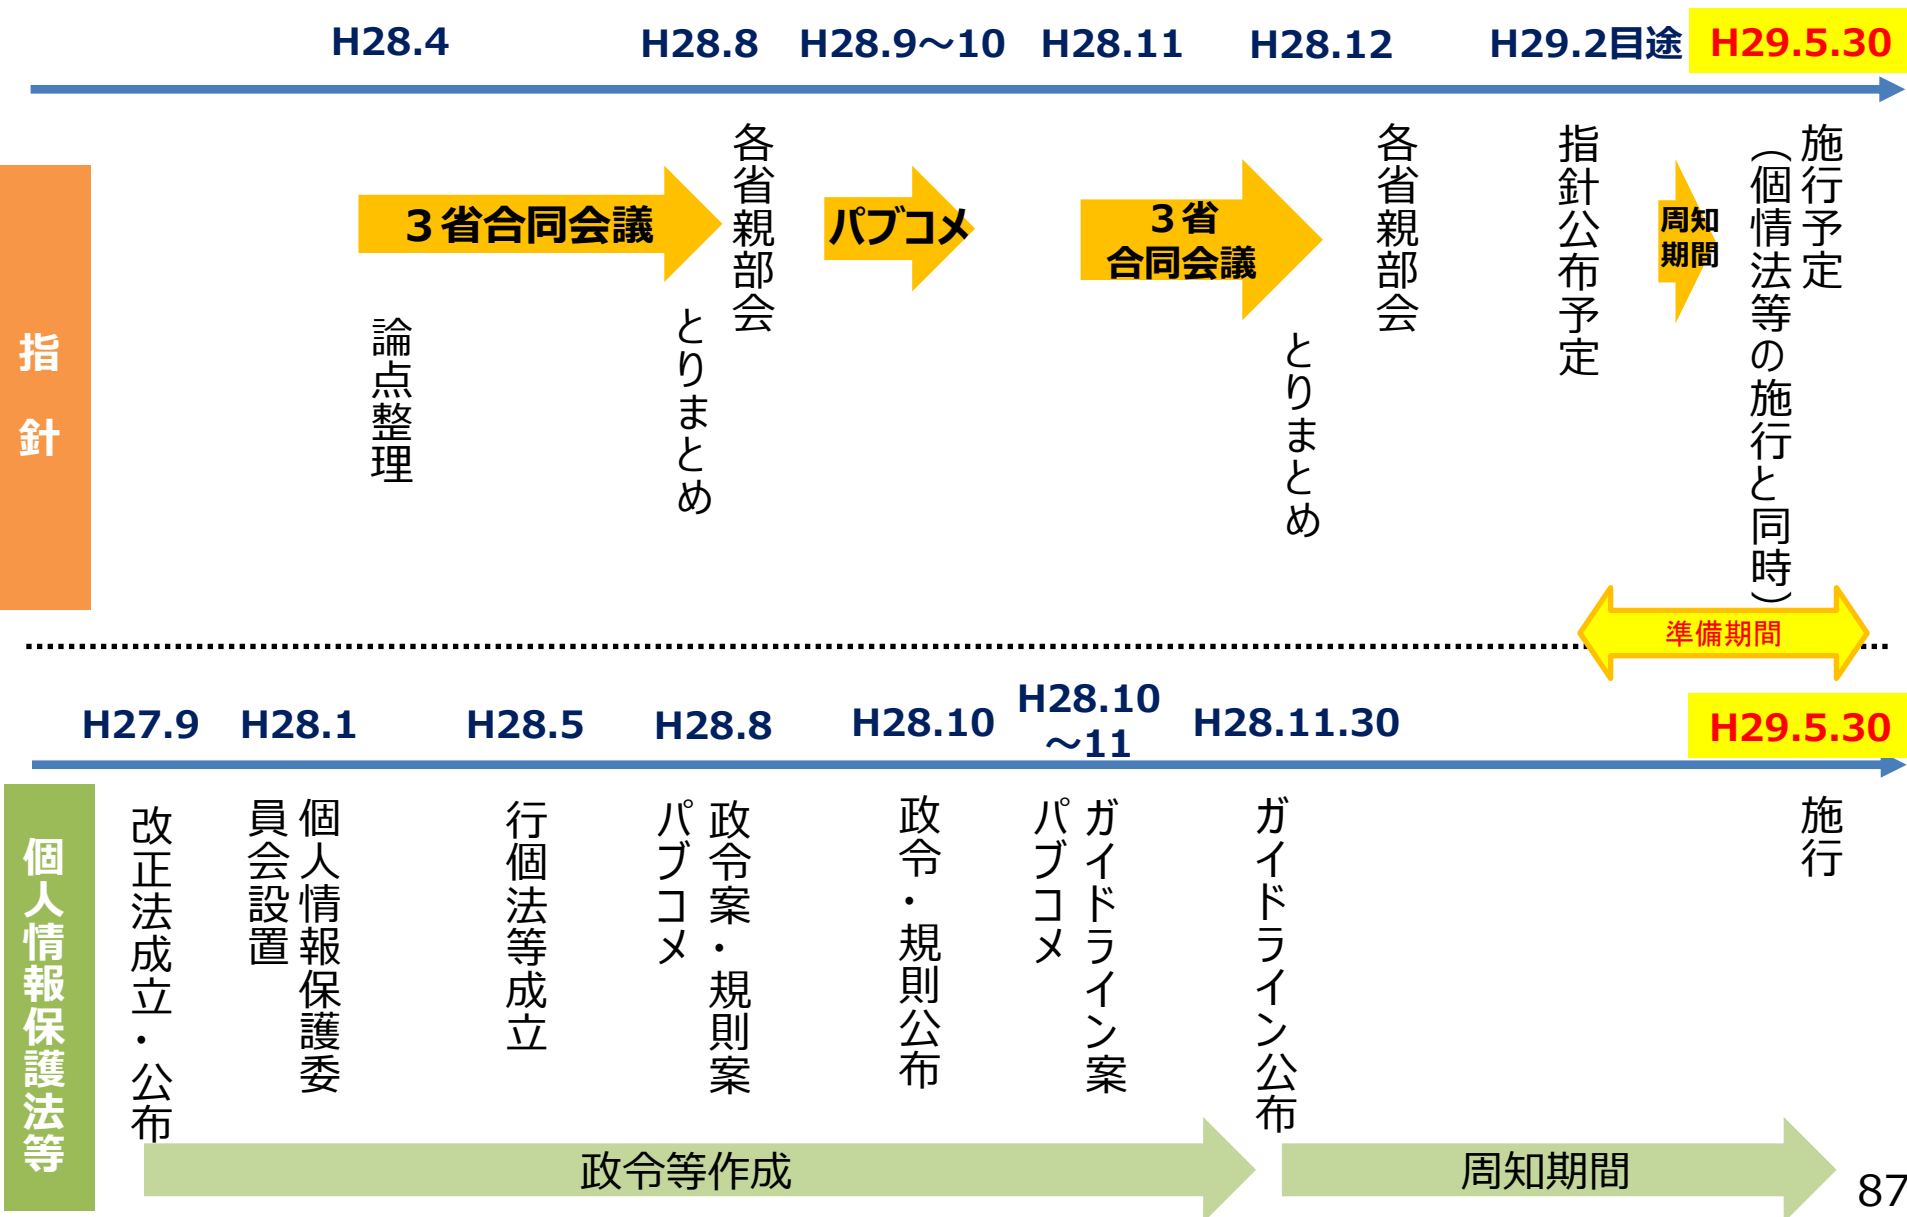 H28.4
H28.8
H28.9～10
H28.11
H28.12
H29.2目途
H29.5.30
指針
３省合同会議
論点整理
とりまとめ
各省親部会
パブコメ
３省
合同会議
とりまとめ
各省親部会
指針公布予定
周知
期間
施行予定
（個情法等の施行と同時）
準備期間
H27.9
H28.1
H28.5
H28.8
H28.10
H28.10
～11
H28.11.30
H29.5.30
個人情報保護法等
改正法成立・公布
個人情報保護委
員会設置
行個法等成立
政令案・規則案
パブコメ
政令・規則公布
ガイドライン案
パブコメ
ガイドライン公布
施行
政令等作成
周知期間
87